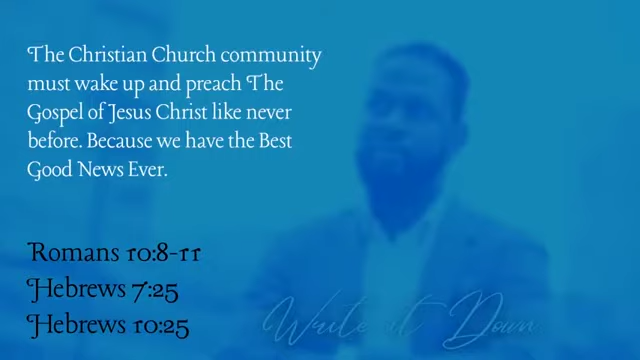 The Christian Church community
must wake up and preach The
Gospel of Jesus Christ like never
before. Because we have the Best
Good News Ever.
Romans 10:8-11
Hebrews 7:25
Hebrews 10:25
Write it Down